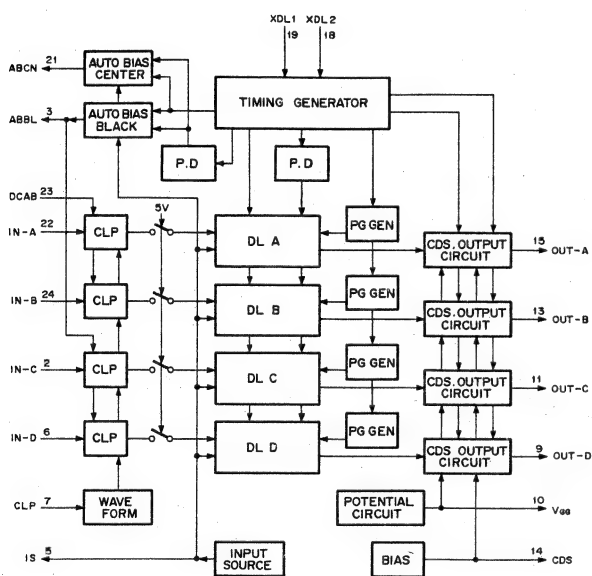 XDL1 XDL2
19 18
ABCN 21
AUTO BIAS
CENTER
TIMING GENERATOR
ABBL 3
AUTO BIAS
BLACK
P.D
P.D
DCAB 23
5V
IN-A 22
CLP
DL A
PG GEN
CDS. OUTPUT
CIRCUIT
15 OUT-A
IN-B 24
CLP
DL B
PG GEN
CDS. OUTPUT
CIRCUIT
13 OUT-B
IN-C 2
CLP
DL C
PG GEN
CDS. OUTPUT
CIRCUIT
11 OUT-C
IN-D 6
CLP
DL D
PG GEN
CDS OUTPUT
CIRCUIT
9 OUT-D
CLP 7
WAVE
FORM
POTENTIAL
CIRCUIT
10 VGG
IS 5
INPUT
SOURCE
BIAS
14 CDS